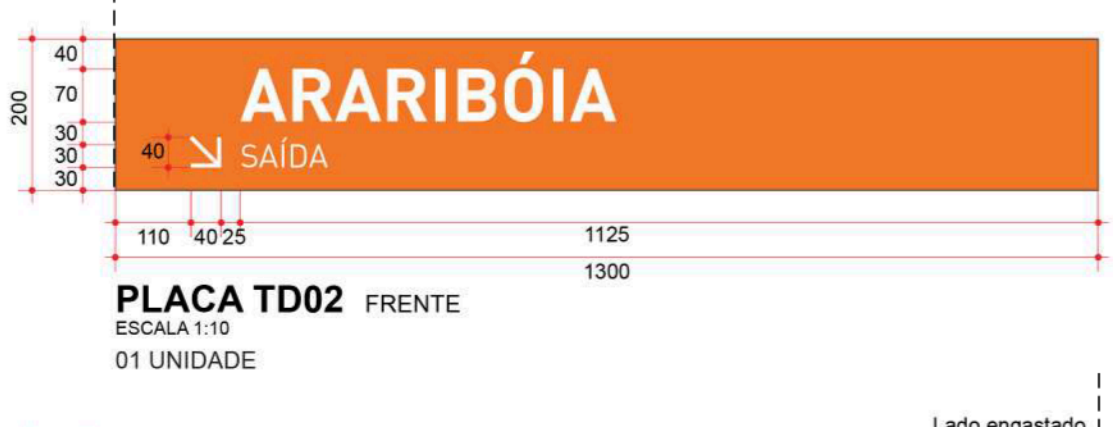 40
200
70
ARARIBÓIA
30
40
SAÍDA
30
30
110 40 25 1125
1300
PLACA TD02 FRENTE
ESCALA 1:10
01 UNIDADE
Lado engastado